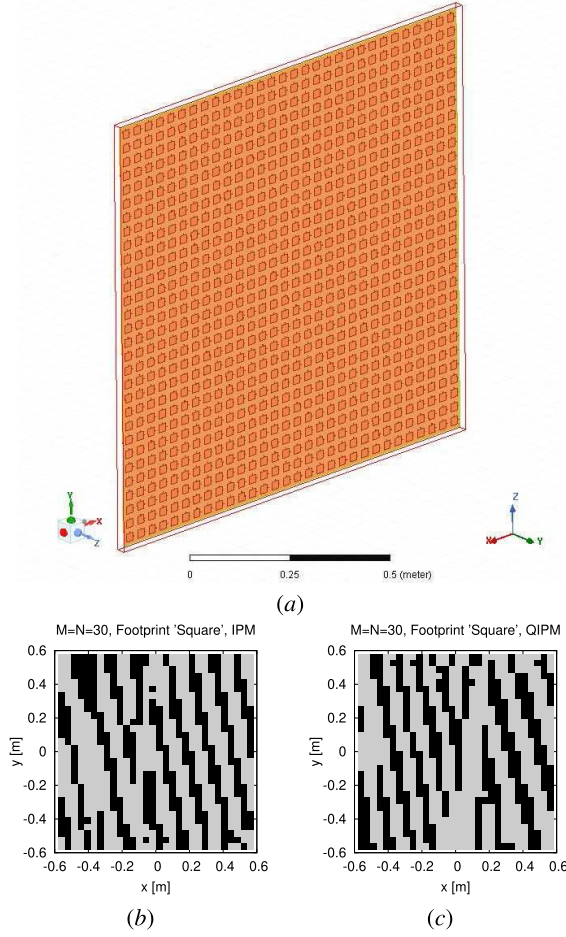 Y
X
Z
Z
X
Y
0
0.25
0.5 (meter)
(a)
M=N=30, Footprint 'Square', IPM
0.6
0.4
0.2
0
-0.2
-0.4
-0.6
y [m]
-0.6 -0.4 -0.2 0 0.2 0.4 0.6
x [m]
(b)
M=N=30, Footprint 'Square', QIPM
0.6
0.4
0.2
0
-0.2
-0.4
-0.6
y [m]
-0.6 -0.4 -0.2 0 0.2 0.4 0.6
x [m]
(c)